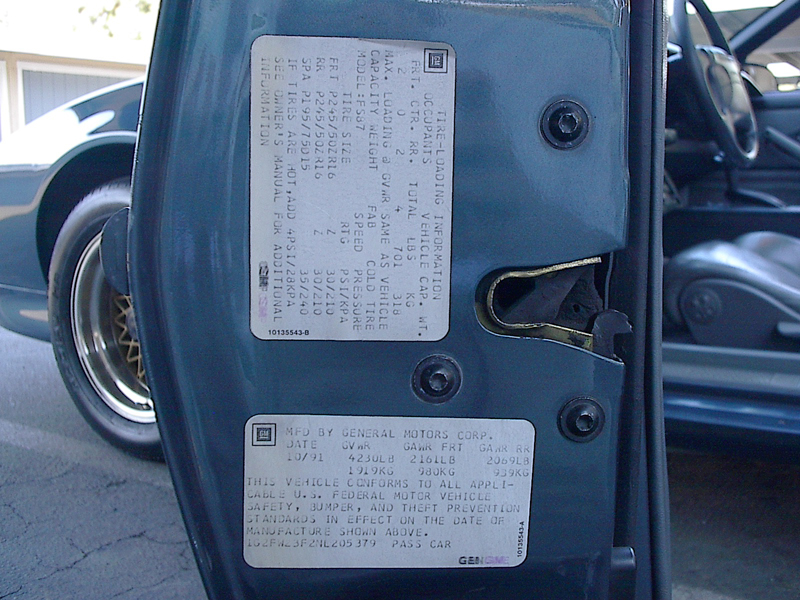 GM
TIRE-LOADING INFORMATION
OCCUPANTS VEHICLE CAP. WT.
FRT. CTR. RR. TOTAL LBS KG
2 0 2 4 701 318
MAX. LOADING @ GVWR SAME AS VEHICLE
CAPACITY WEIGHT FAB COLD TIRE
MODEL:FS87 SPEED PRESSURE
TIRE SIZE RTG PSI/KPA
FRT P245/50ZR16 Z 30/210
RR P245/50ZR16 Z 30/210
SPA P195/75D15 35/240
IF TIRES ARE HOT,ADD 4PSI/28KPA
SEE OWNER'S MANUAL FOR ADDITIONAL
INFORMATION
10135543-B
GM
MFD BY GENERAL MOTORS CORP.
DATE GVWR GAWR FRT GAWR RR
10/91 4230LB 2161LB 2069LB
1919KG 980KG 939KG
THIS VEHICLE CONFORMS TO ALL APPLI-
CABLE U.S. FEDERAL MOTOR VEHICLE
SAFETY, BUMPER, AND THEFT PREVENTION
STANDARDS IN EFFECT ON THE DATE OF
MANUFACTURE SHOWN ABOVE.
PASS CAR
10135543-A